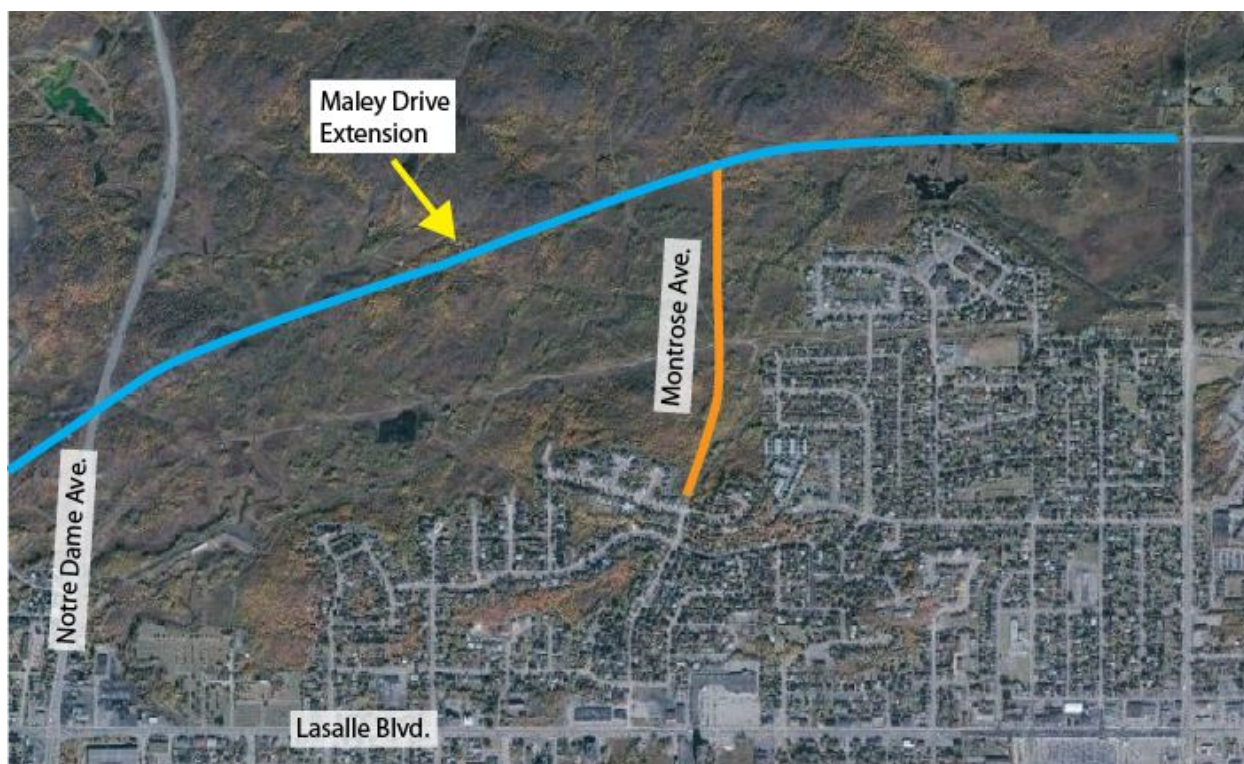 Maley Drive
Extension
Montrose Ave.
Notre Dame Ave.
Lasalle Blvd.